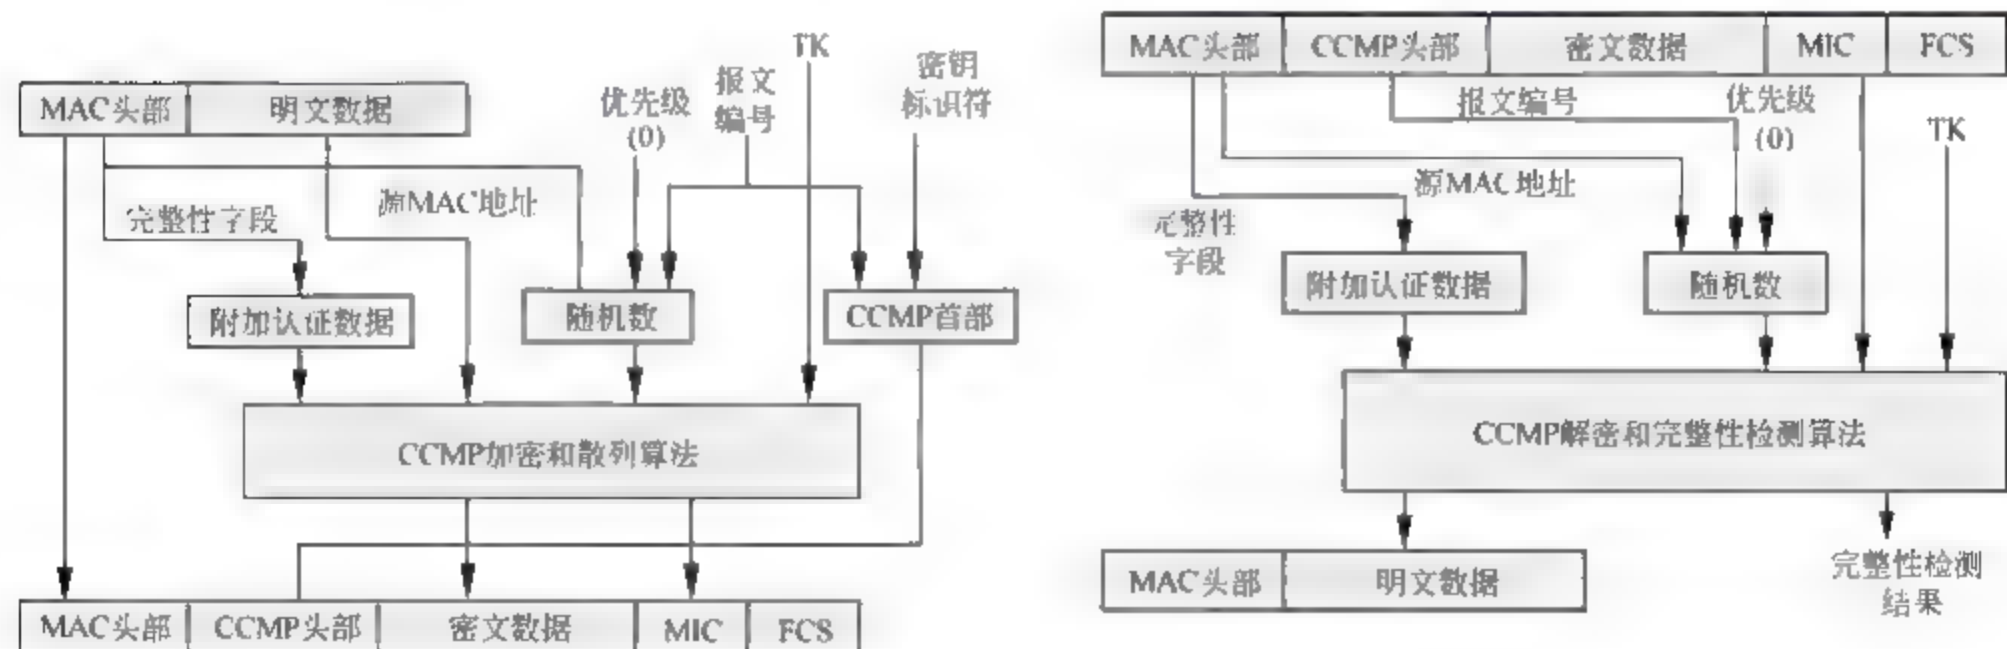 TK
报文
编号
密钥
标识符
优先级
(0)
MAC头部 明文数据
源MAC地址
完整性字段
附加认证数据 随机数 CCMP首部
CCMP加密和散列算法
MAC头部 CCMP头部 密文数据 MIC FCS
MAC头部 CCMP头部 密文数据 MIC FCS
报文编号
优先级
(0)
TK
源MAC地址
完整性
字段
附加认证数据 随机数
CCMP解密和完整性检测算法
MAC头部 明文数据
完整性检测
结果